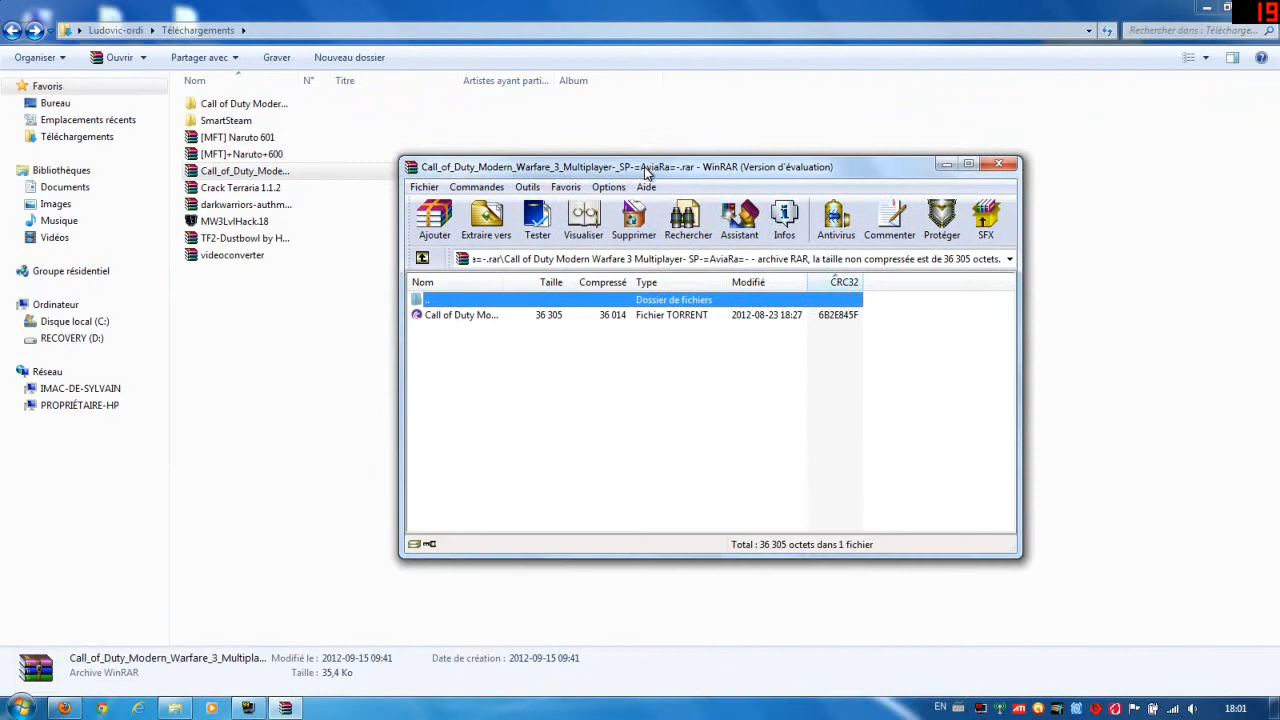 19
Ludovic-ordi Téléchargements
Rechercher dans : Télécharge...
Organiser Ouvrir Partager avec Graver Nouveau dossier
Nom N° Titre Artistes ayant parti... Album
Favoris
Bureau
Emplacements récents
Téléchargements
Bibliothèques
Documents
Images
Musique
Vidéos
Groupe résidentiel
Ordinateur
Disque local (C:)
RECOVERY (D:)
Réseau
IMAC-DE-SYLVAIN
PROPRIÉTAIRE-HP
Call of Duty Moder...
SmartSteam
[MFT] Naruto 601
[MFT]+Naruto+600
Call_of_Duty_Mode...
Crack Terraria 1.1.2
darkwarriors-authm...
MW3LvlHack.18
TF2-Dustbowl by H...
videoconverter
Call_of_Duty_Modern_Warfare_3_Multiplayer-_SP-=AviaRa=-.rar - WinRAR (Version d'évaluation)
Fichier Commandes Outils Favoris Options Aide
Ajouter Extraire vers Tester Visualiser Supprimer Rechercher Assistant Infos Antivirus Commenter Protéger SFX
a=-.rar\Call of Duty Modern Warfare 3 Multiplayer- SP-=AviaRa=- - archive RAR, la taille non compressée est de 36 305 octets.
Nom Taille Compressé Type Modifié CRC32
.. Dossier de fichiers
Call of Duty Mo... 36 305 36 014 Fichier TORRENT 2012-08-23 18:27 6B2E845F
Total : 36 305 octets dans 1 fichier
Call_of_Duty_Modern_Warfare_3_Multipla... Modifié le : 2012-09-15 09:41 Date de création : 2012-09-15 09:41
Archive WinRAR Taille : 35,4 Ko
EN 18:01